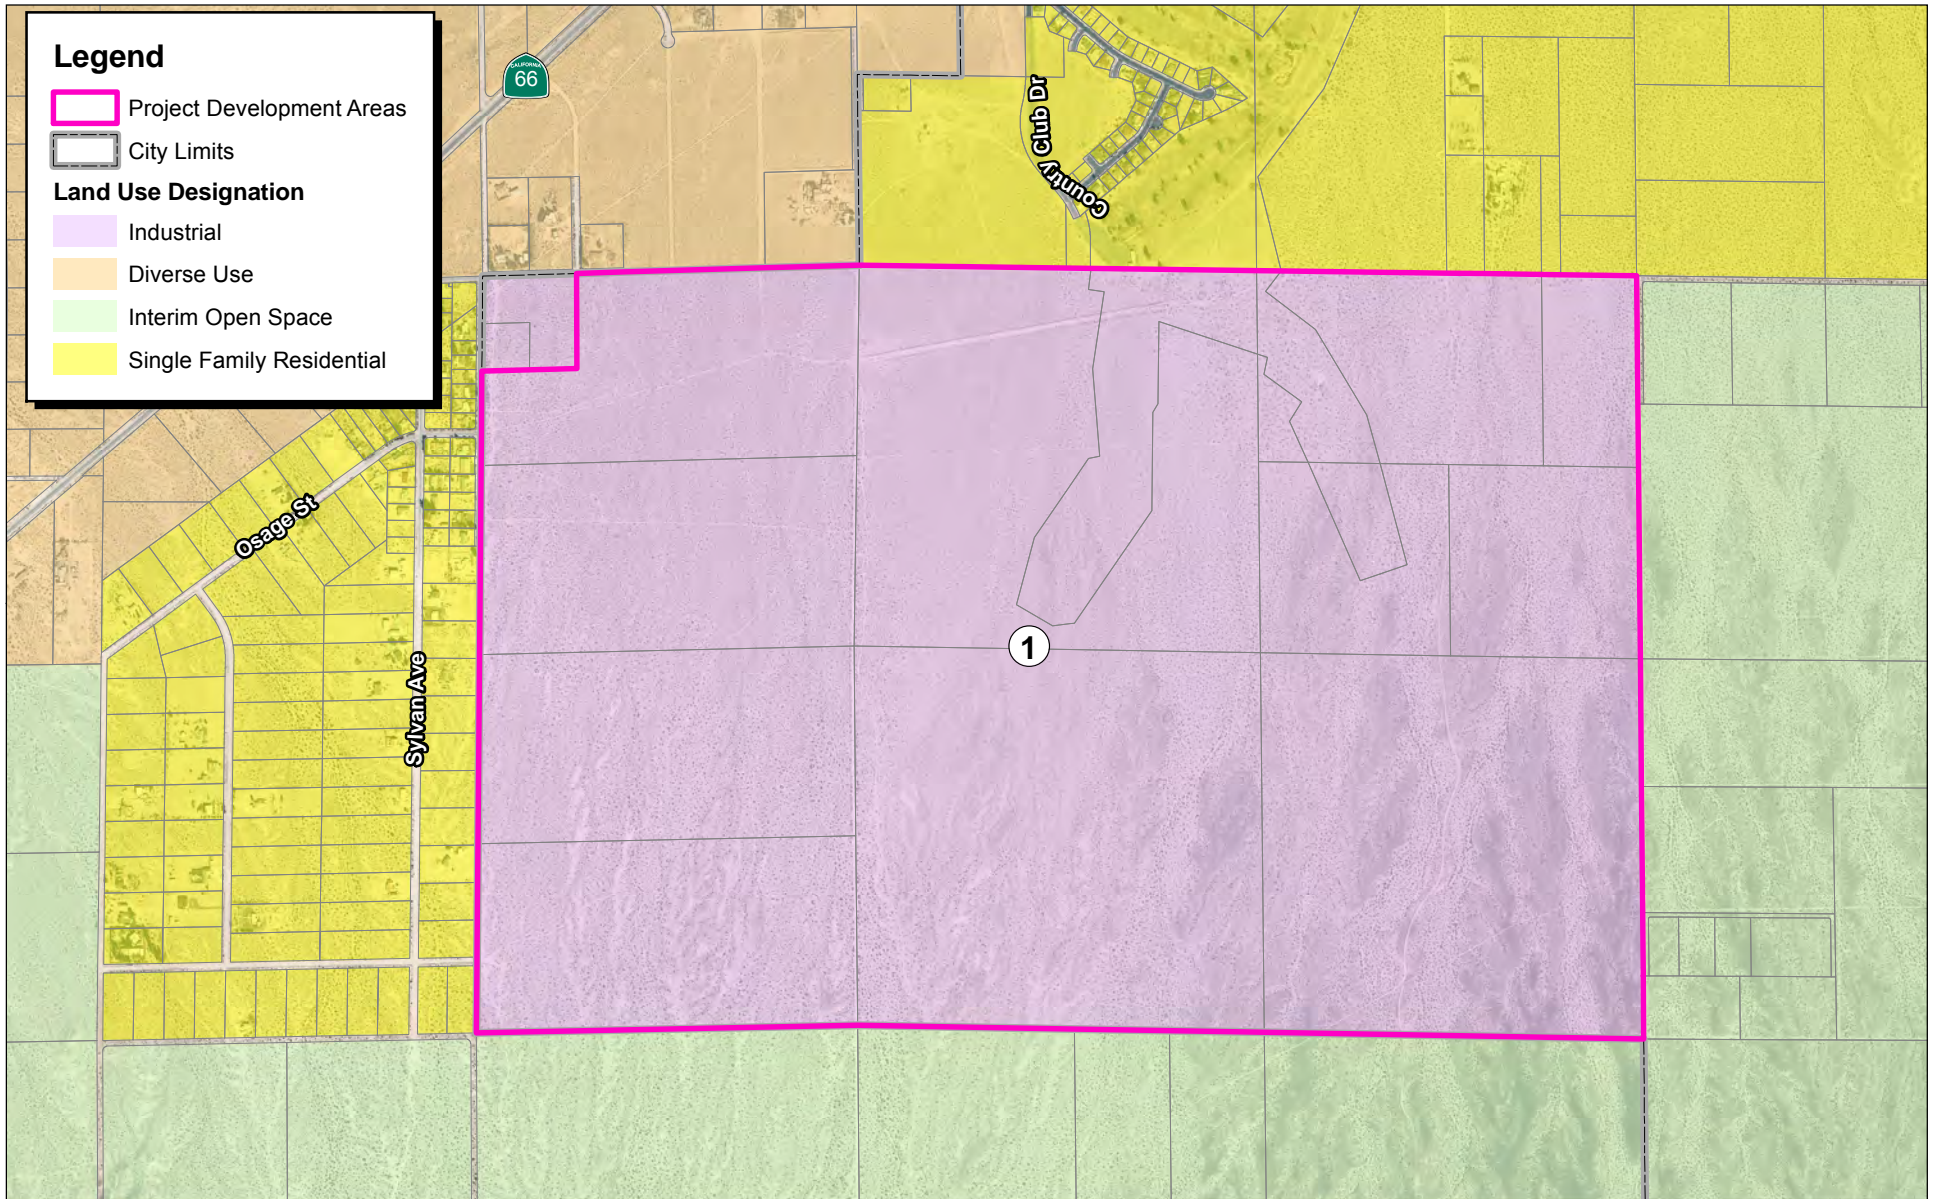 Legend
Project Development Areas
City Limits
Land Use Designation
Industrial
Diverse Use
Interim Open Space
Single Family Residential
CALIFORNIA
66
Country Club Dr
Osage St
Sylvan Ave
1